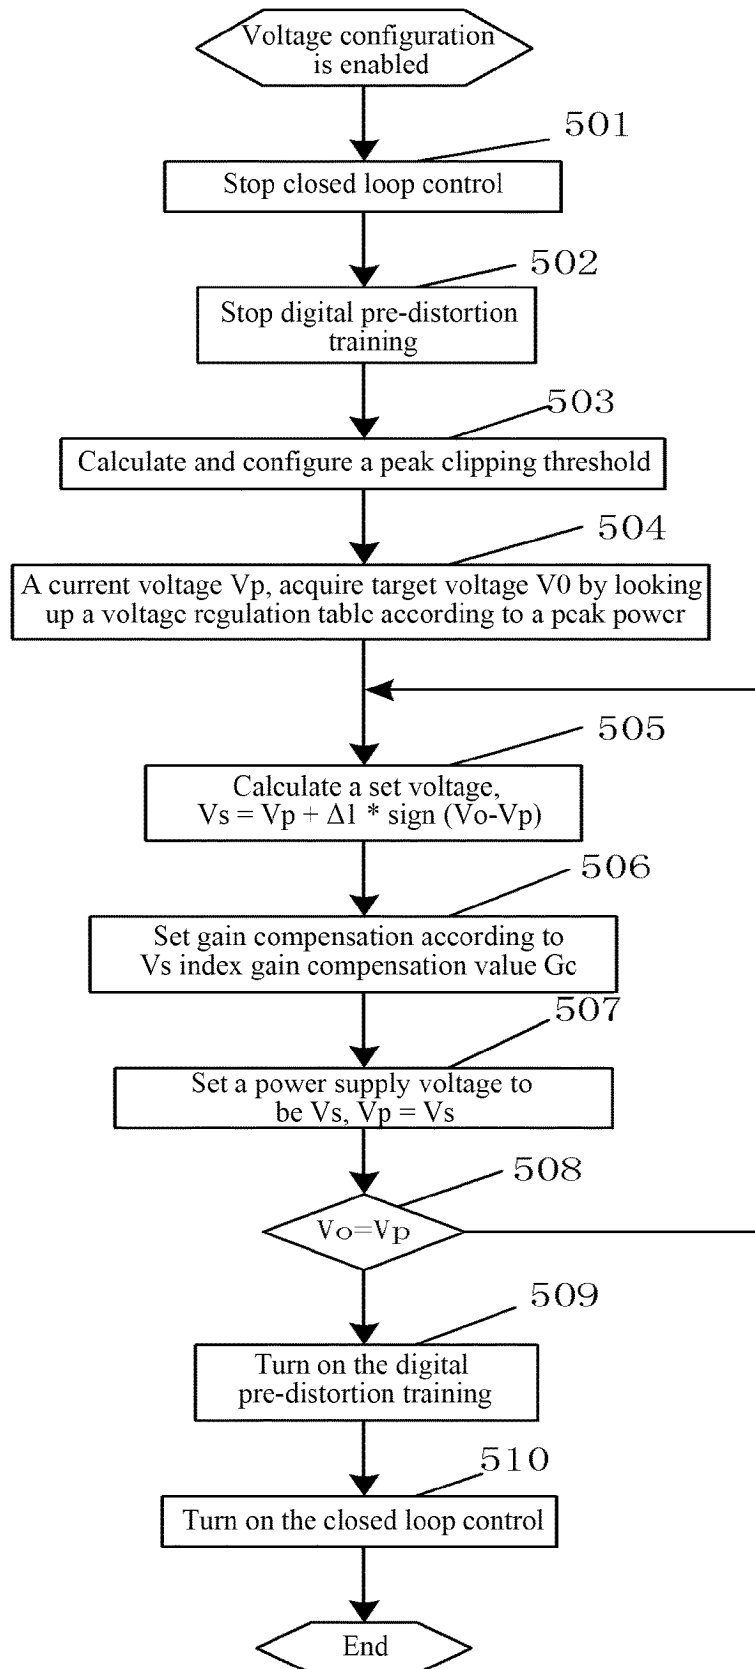 Voltage configuration
is enabled
501
Stop closed loop control
502
Stop digital pre-distortion
training
503
Calculate and configure a peak clipping threshold
504
A current voltage Vp, acquire target voltage V0 by looking
up a voltage regulation table according to a peak power
505
Calculate a set voltage,
Vs = Vp + Δ1 * sign (Vo-Vp)
506
Set gain compensation according to
Vs index gain compensation value Gc
507
Set a power supply voltage to
be Vs, Vp = Vs
508
Vo=Vp
509
Turn on the digital
pre-distortion training
510
Turn on the closed loop control
End